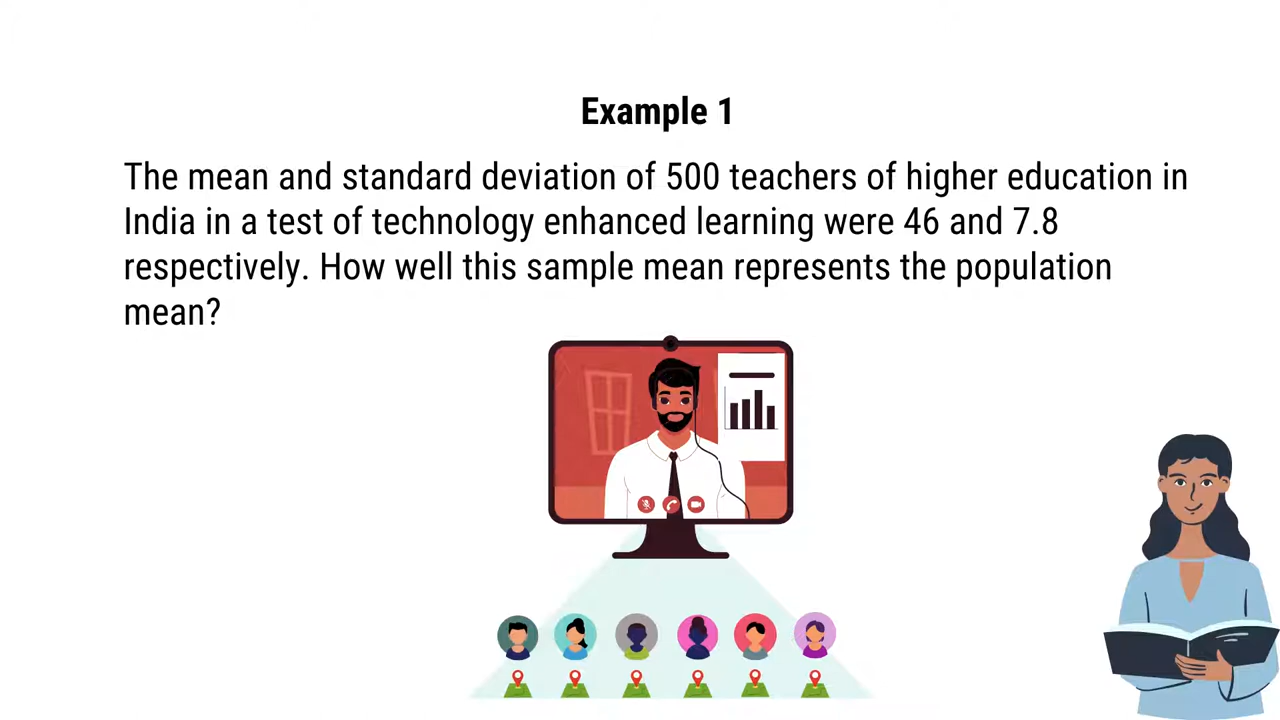 Example 1
The mean and standard deviation of 500 teachers of higher education in
India in a test of technology enhanced learning were 46 and 7.8
respectively. How well this sample mean represents the population
mean?